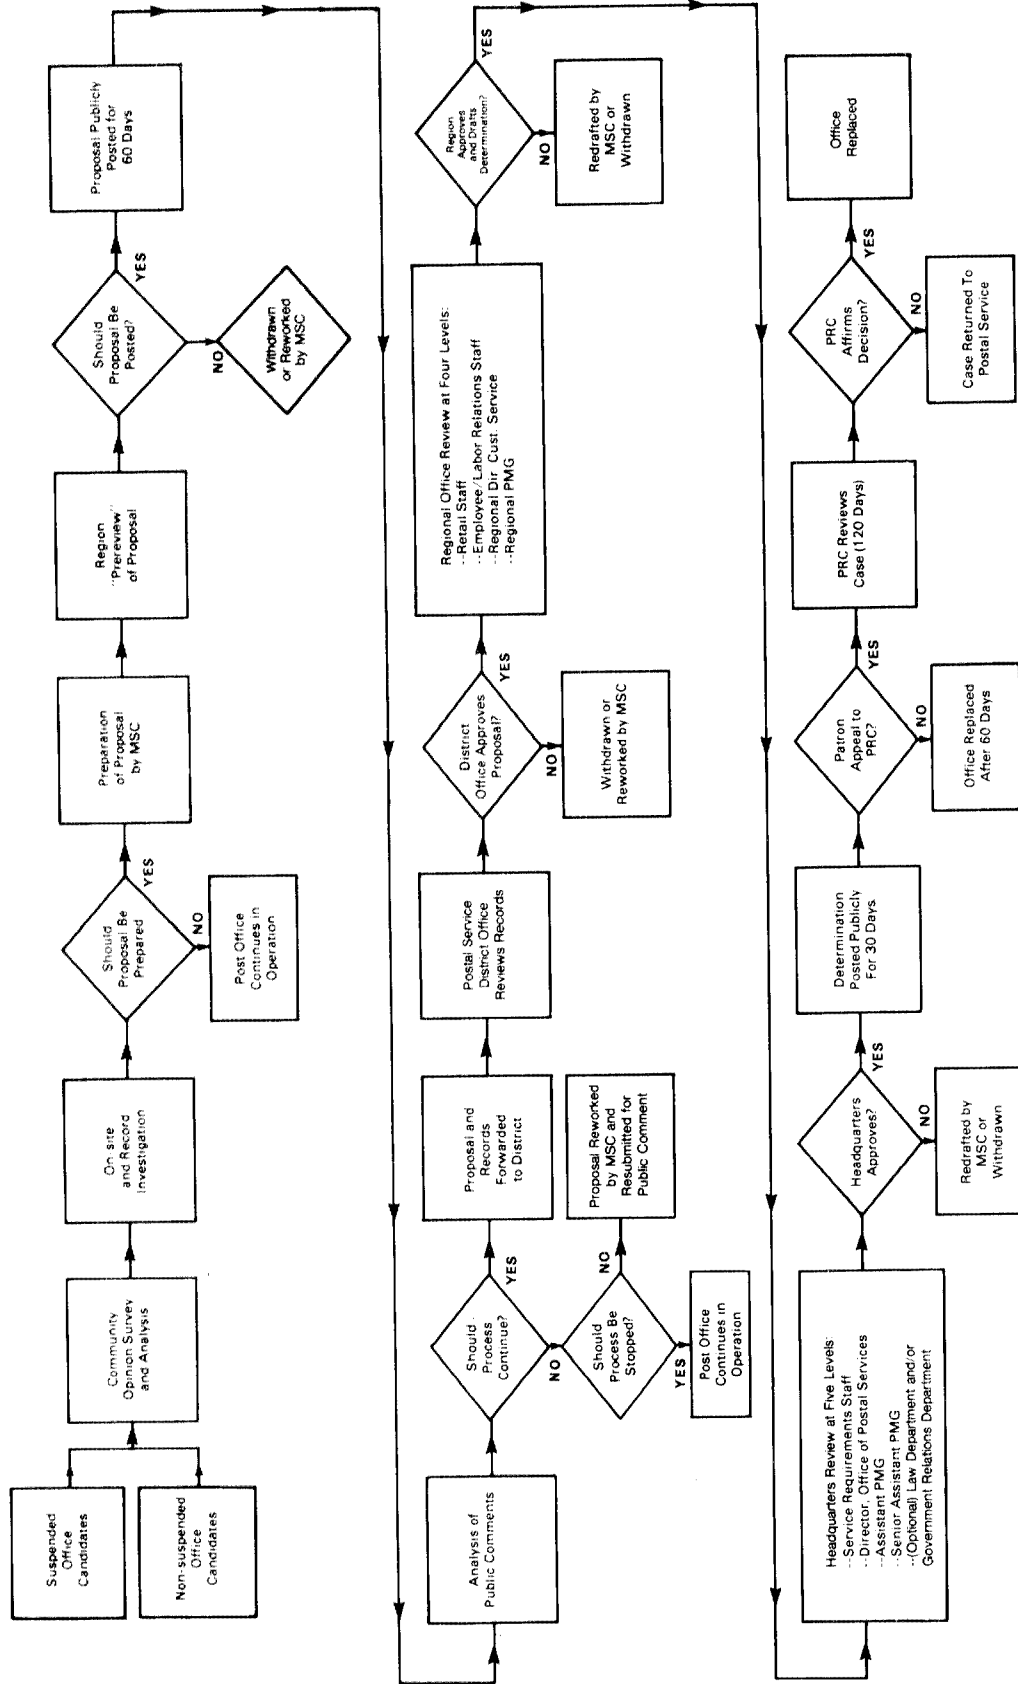 Suspended
Office
Candidates
Non-suspended
Office
Candidates
Community
Opinion Survey
and Analysis
On-site
and Record
Investigation
Should
Proposal Be
Prepared
YES
NO
Post Office
Continues in
Operation
Preparation
of Proposal
by MSC
Region
"Prereview"
of Proposal
Should
Proposal Be
Posted?
YES
NO
Withdrawn
or Reworked
by MSC
Proposal Publicly
Posted for
60 Days
Analysis of
Public Comments
Should
Process
Continue?
YES
NO
Should
Process Be
Stopped?
NO
YES
Post Office
Continues in
Operation
Proposal Reworked
by MSC and
Resubmitted for
Public Comment
Proposal and
Records
Forwarded
to District
Postal Service
District Office
Reviews Records
District
Office Approves
Proposal?
YES
NO
Withdrawn or
Reworked by MSC
Regional Office Review at Four Levels:
--Retail Staff
--Employee/Labor Relations Staff
--Regional Dir Cust. Service
--Regional PMG
Region
Approves
and Drafts
Determination?
YES
NO
Redrafted by
MSC or
Withdrawn
Headquarters Review at Five Levels:
--Service Requirements Staff
--Director, Office of Postal Services
--Assistant PMG
--Senior Assistant PMG
--(Optional) Law Department and/or
Government Relations Department
Headquarters
Approves?
YES
NO
Redrafted by
MSC or
Withdrawn
Determination
Posted Publicly
For 30 Days
Patron
Appeal to
PRC?
YES
NO
Office Replaced
After 60 Days
PRC Reviews
Case (120 Days)
PRC
Affirms
Decision?
YES
NO
Case Returned To
Postal Service
Office
Replaced